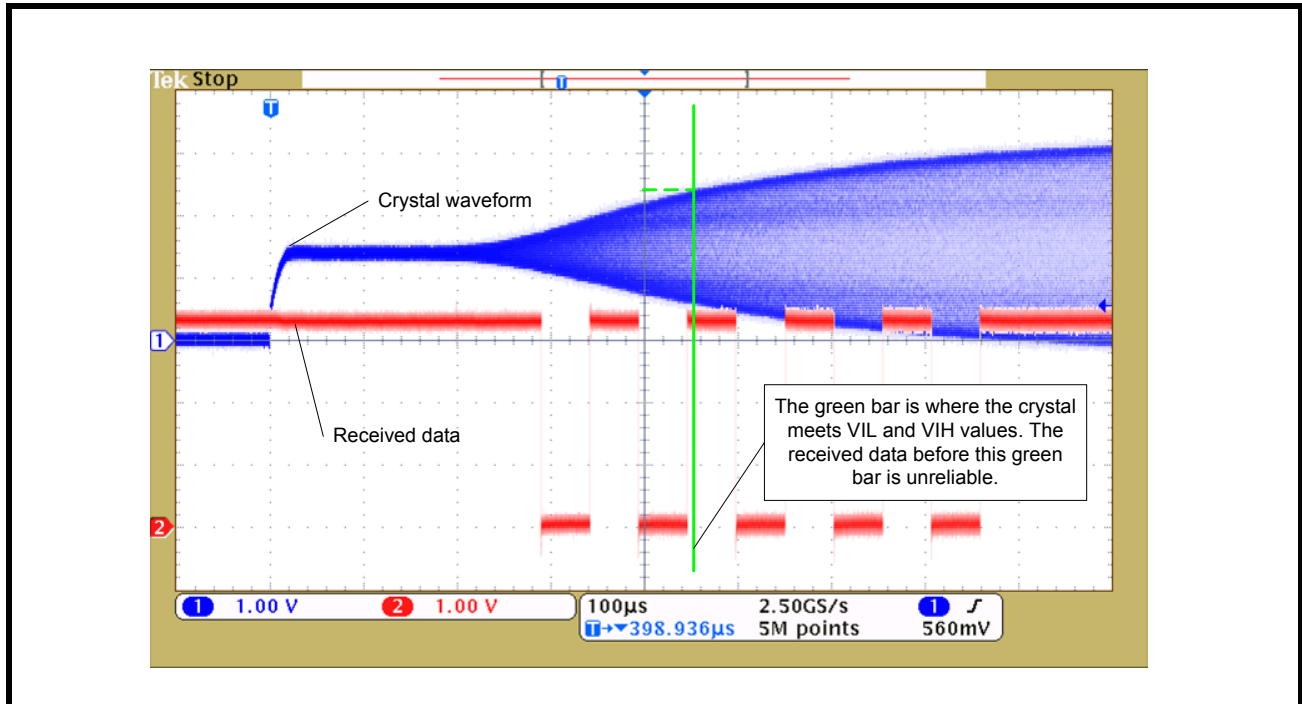 Tek Stop
T
T
Crystal waveform
1
Received data
The green bar is where the crystal
meets VIL and VIH values. The
received data before this green
bar is unreliable.
2
1 1.00 V 2 1.00 V
100µs 2.50GS/s 1
T→▼398.936µs 5M points 560mV